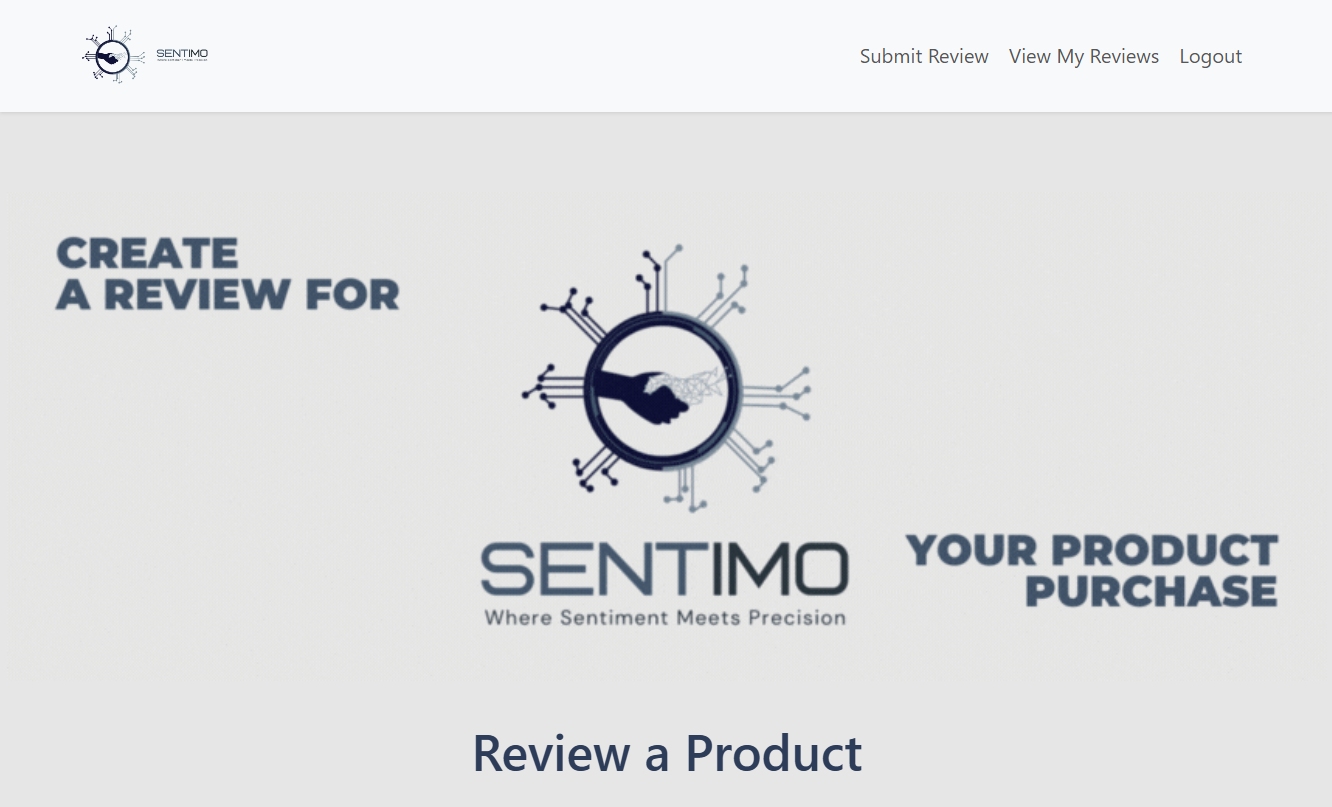 SENTIMO
Submit Review
View My Reviews
Logout
CREATE
A REVIEW FOR
SENTIMO
Where Sentiment Meets Precision
YOUR PRODUCT
PURCHASE
Review a Product